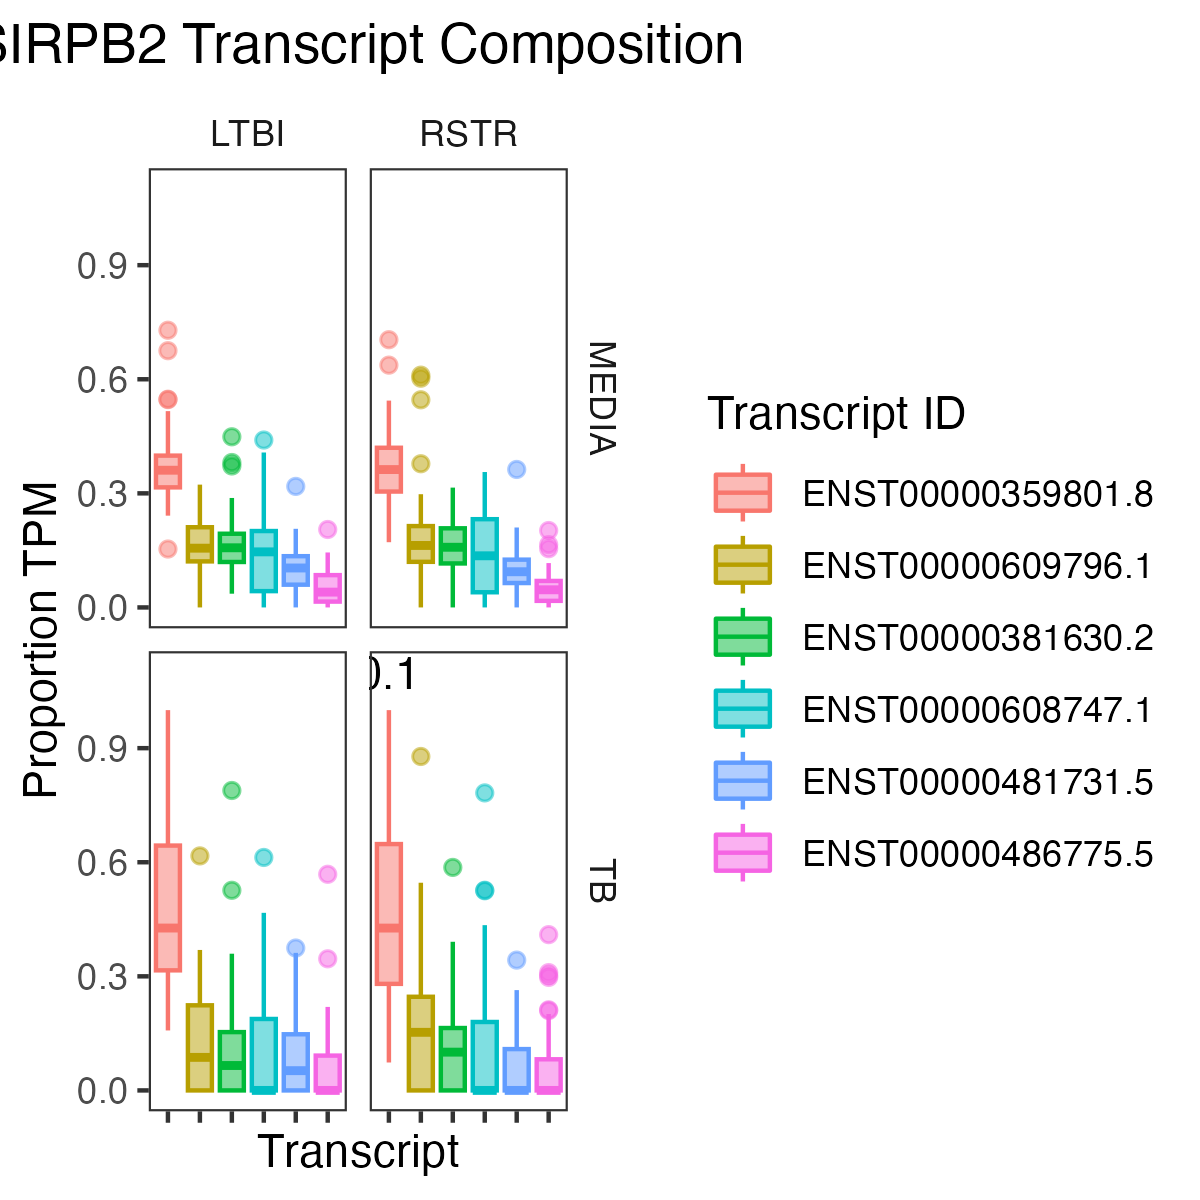 SIRPB2 Transcript Composition
LTBI
RSTR
0.9
0.6
0.3
0.0
MEDIA
0.1
0.9
0.6
0.3
0.0
TB
Proportion TPM
Transcript
Transcript ID
ENST00000359801.8
ENST00000609796.1
ENST00000381630.2
ENST00000608747.1
ENST00000481731.5
ENST00000486775.5